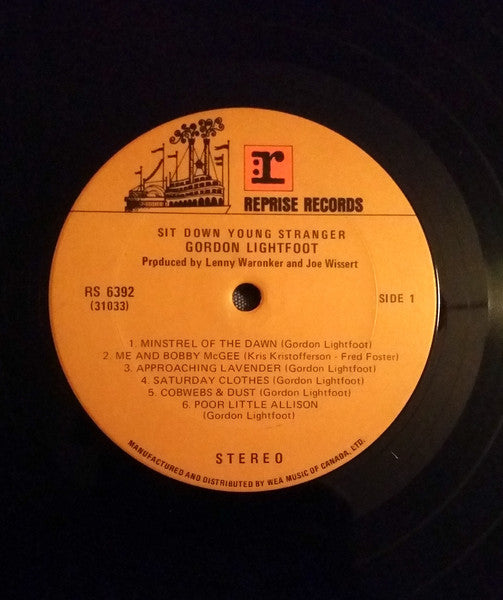 r:
REPRISE RECORDS
SIT DOWN YOUNG STRANGER
GORDON LIGHTFOOT
Produced by Lenny Waronker and Joe Wissert
RS 6392
(31033)
SIDE 1
1. MINSTREL OF THE DAWN (Gordon Lightfoot)
2. ME AND BOBBY McGEE (Kris Kristofferson - Fred Foster)
3. APPROACHING LAVENDER (Gordon Lightfoot)
4. SATURDAY CLOTHES (Gordon Lightfoot)
5. COBWEBS & DUST (Gordon Lightfoot)
6. POOR LITTLE ALLISON
(Gordon Lightfoot)
STEREO
MANUFACTURED AND DISTRIBUTED BY WEA MUSIC OF CANADA, LTD.